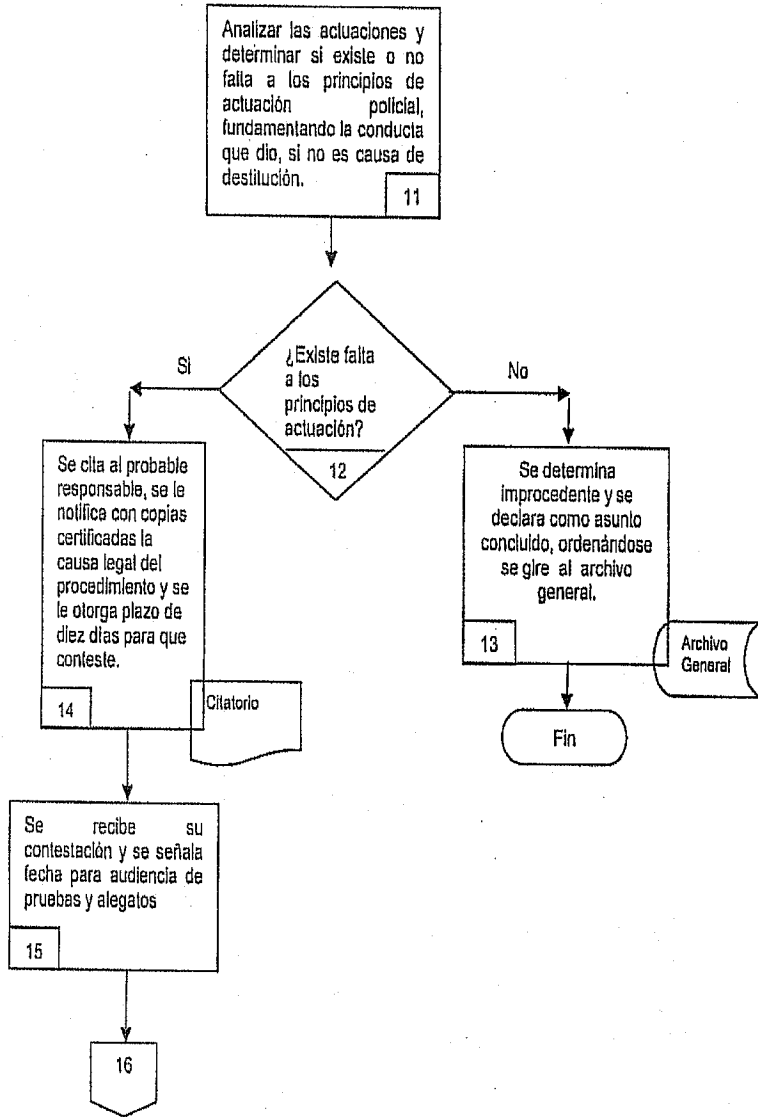 Analizar las actuaciones y
determinar si existe o no
falta a los principios de
actuación policial,
fundamentando la conducta
que dio, si no es causa de
destitución.
11
¿Existe falta
a los
principios de
actuación?
12
Si
No
Se cita al probable
responsable, se le
notifica con copias
certificadas la
causa legal del
procedimiento y se
le otorga plazo de
diez días para que
conteste.
14
Citatorio
Se determina
improcedente y se
declara como asunto
concluido, ordenándose
se gire al archivo
general.
13
Archivo
General
Fin
Se recibe su
contestación y se señala
fecha para audiencia de
pruebas y alegatos
15
16